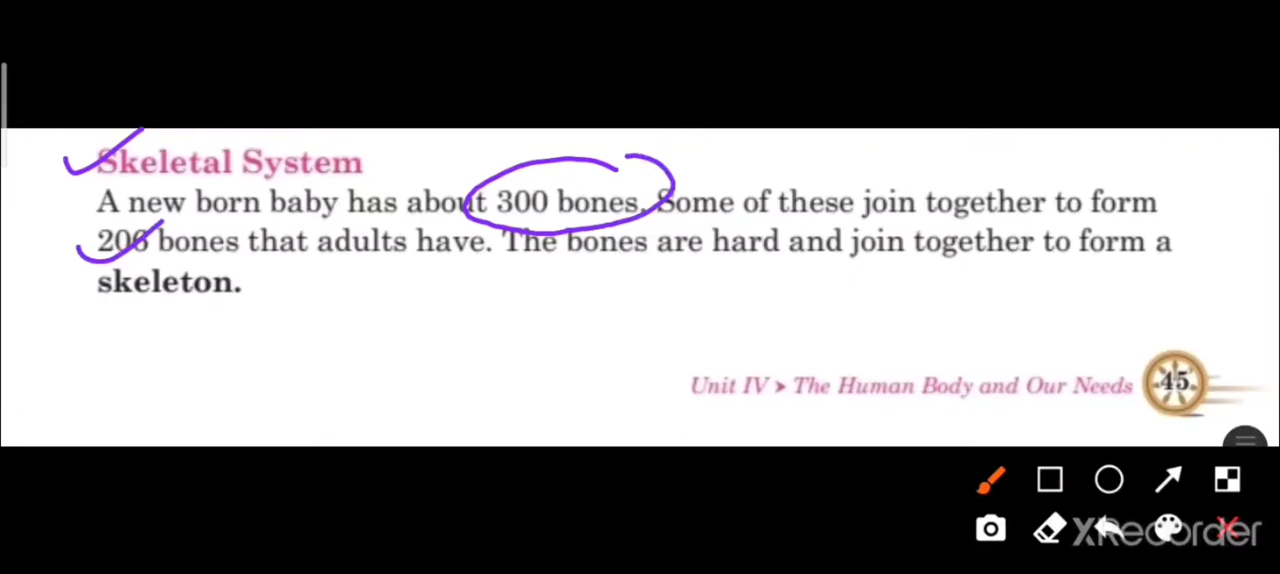 Skeletal System
A new born baby has about 300 bones. Some of these join together to form
206 bones that adults have. The bones are hard and join together to form a
skeleton.
Unit IV ➤ The Human Body and Our Needs 45
XRecorder